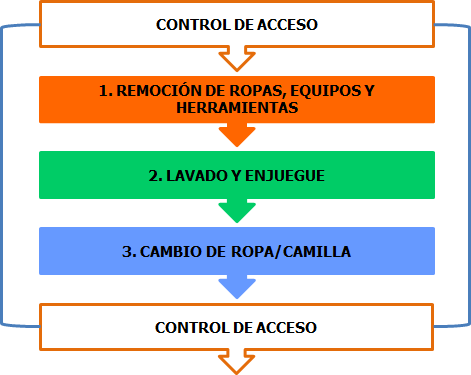 CONTROL DE ACCESO
1. REMOCIÓN DE ROPAS, EQUIPOS Y
HERRAMIENTAS
2. LAVADO Y ENJUEGUE
3. CAMBIO DE ROPA/CAMILLA
CONTROL DE ACCESO